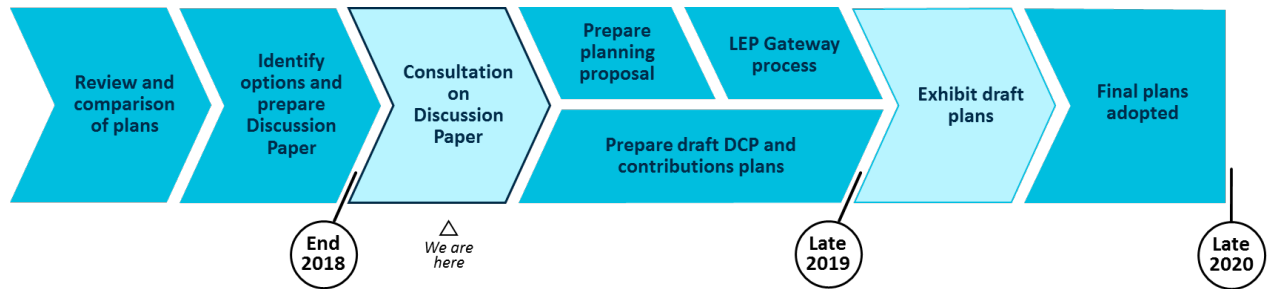 Review and
comparison
of plans
Identify
options and
prepare
Discussion
Paper
Consultation
on
Discussion
Paper
Prepare
planning
proposal
LEP Gateway
process
Prepare draft DCP and
contributions plans
Exhibit draft
plans
Final plans
adopted
End
2018
We are
here
Late
2019
Late
2020